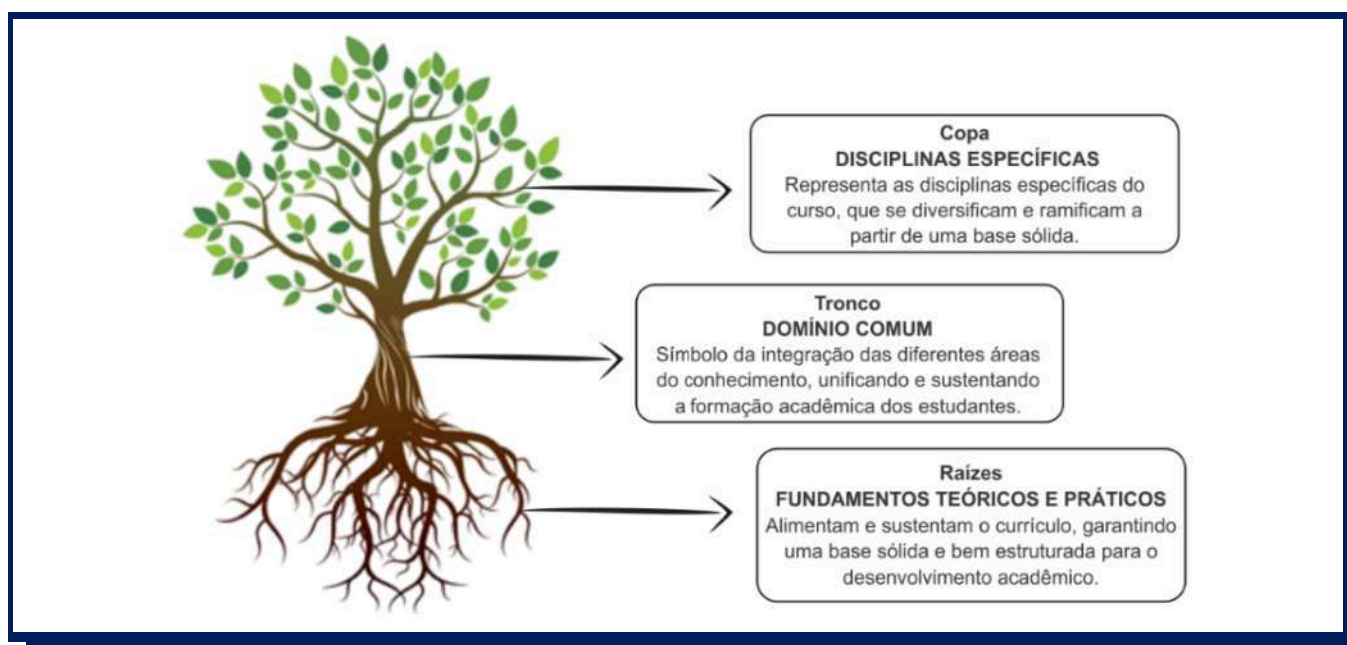 Copa
DISCIPLINAS ESPECÍFICAS
Representa as disciplinas específicas do
curso, que se diversificam e ramificam a
partir de uma base sólida.
Tronco
DOMÍNIO COMUM
Símbolo da integração das diferentes áreas
do conhecimento, unificando e sustentando
a formação acadêmica dos estudantes.
Raízes
FUNDAMENTOS TEÓRICOS E PRÁTICOS
Alimentam e sustentam o currículo, garantindo
uma base sólida e bem estruturada para o
desenvolvimento acadêmico.